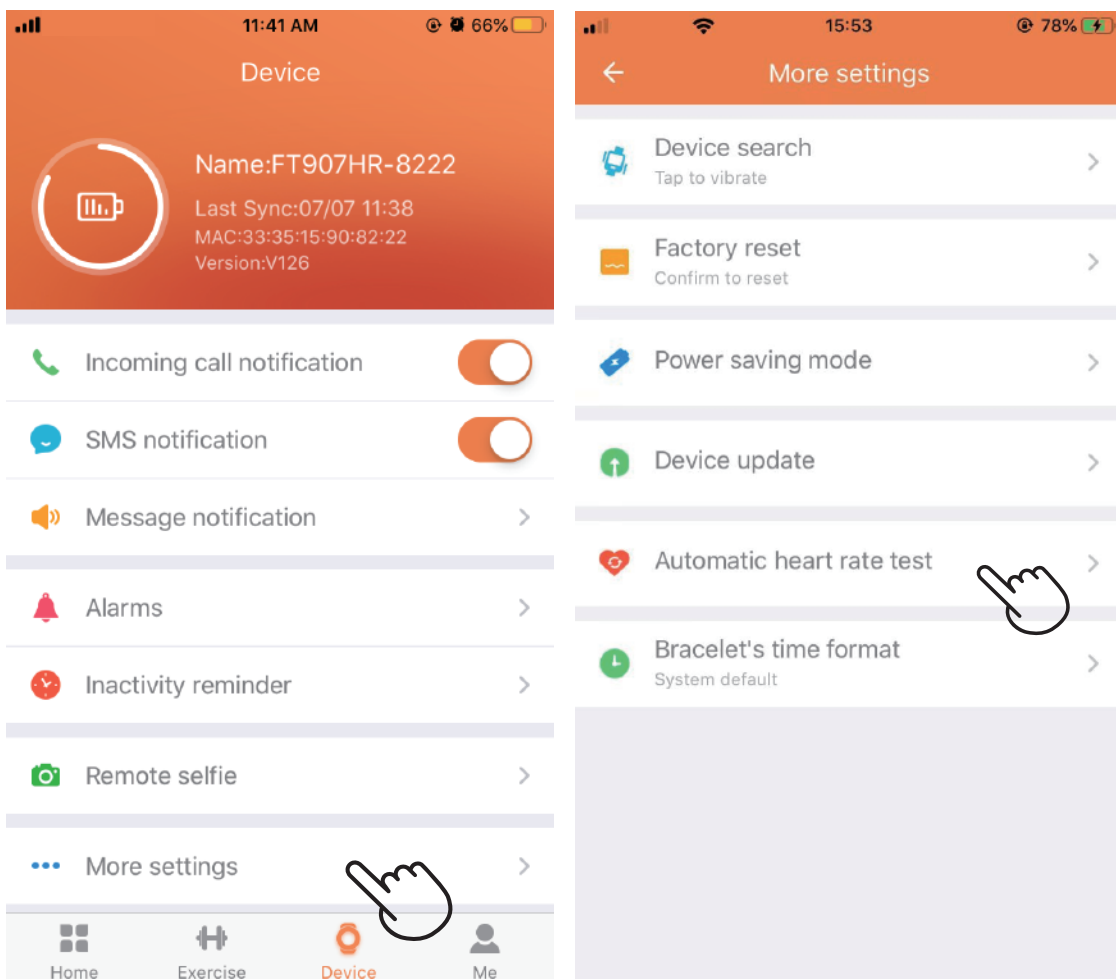 11:41 AM
66%
Device
Name:FT907HR-8222
Last Sync:07/07 11:38
MAC:33:35:15:90:82:22
Version:V126
Incoming call notification
SMS notification
Message notification
Alarms
Inactivity reminder
Remote selfie
More settings
Home
Exercise
Device
Me
15:53
78%
More settings
Device search
Tap to vibrate
Factory reset
Confirm to reset
Power saving mode
Device update
Automatic heart rate test
Bracelet's time format
System default